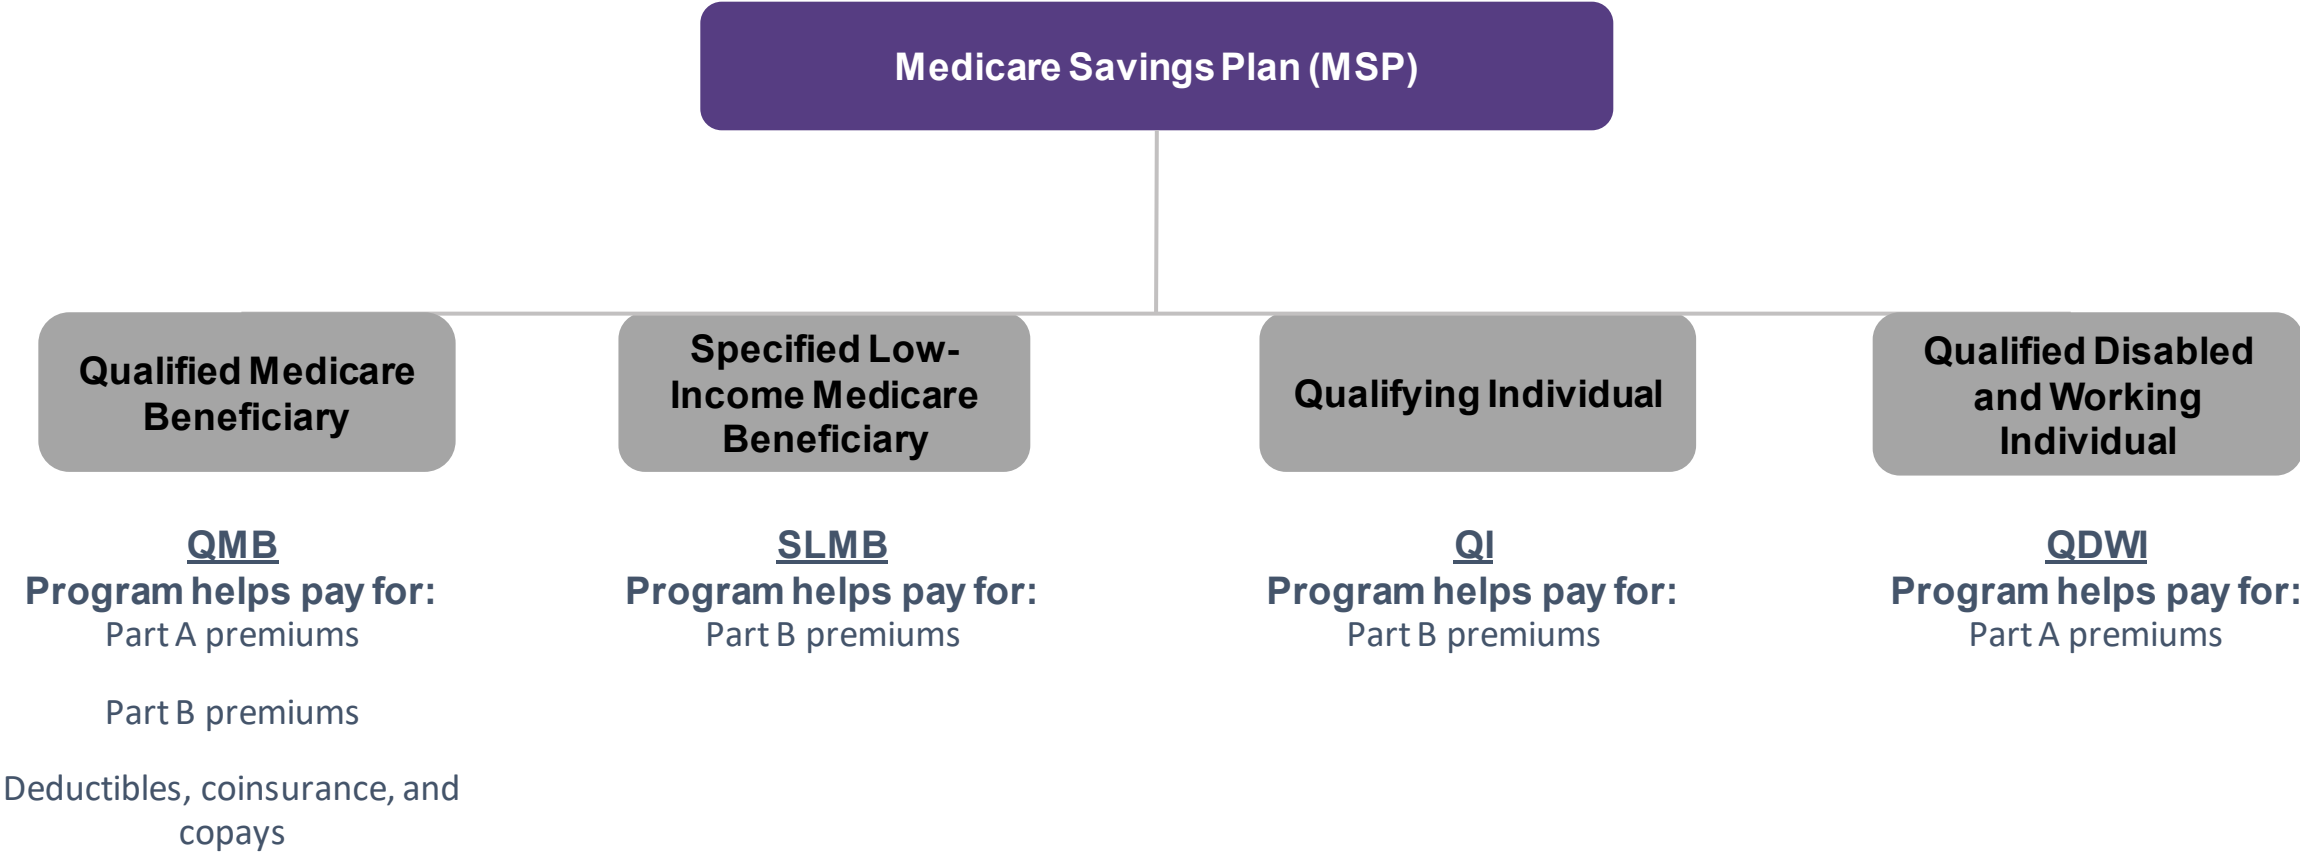 Medicare Savings Plan (MSP)
Qualified Medicare
Beneficiary
Specified Low-
Income Medicare
Beneficiary
Qualifying Individual
Qualified Disabled
and Working
Individual
QMB
Program helps pay for:
Part A premiums
Part B premiums
Deductibles, coinsurance, and
copays
SLMB
Program helps pay for:
Part B premiums
QI
Program helps pay for:
Part B premiums
QDWI
Program helps pay for:
Part A premiums